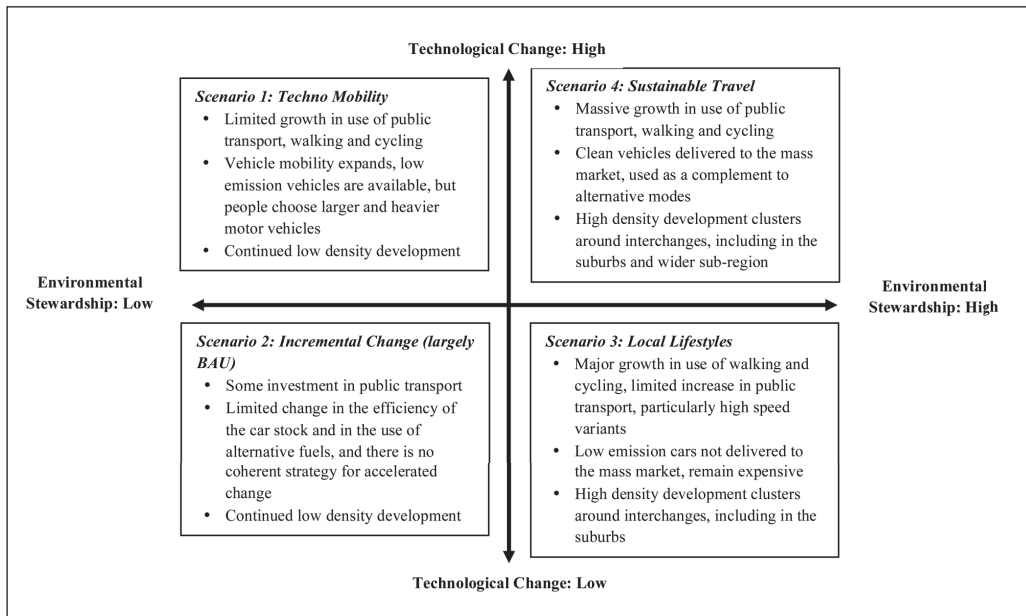 Technological Change: High
Scenario 1: Techno Mobility
• Limited growth in use of public
transport, walking and cycling
• Vehicle mobility expands, low
emission vehicles are available, but
people choose larger and heavier
motor vehicles
• Continued low density development
Scenario 4: Sustainable Travel
• Massive growth in use of public
transport, walking and cycling
• Clean vehicles delivered to the mass
market, used as a complement to
alternative modes
• High density development clusters
around interchanges, including in the
suburbs and wider sub-region
Environmental
Stewardship: Low
Environmental
Stewardship: High
Scenario 2: Incremental Change (largely
BAU)
• Some investment in public transport
• Limited change in the efficiency of
the car stock and in the use of
alternative fuels, and there is no
coherent strategy for accelerated
change
• Continued low density development
Scenario 3: Local Lifestyles
• Major growth in use of walking and
cycling, limited increase in public
transport, particularly high speed
variants
• Low emission cars not delivered to
the mass market, remain expensive
• High density development clusters
around interchanges, including in the
suburbs
Technological Change: Low